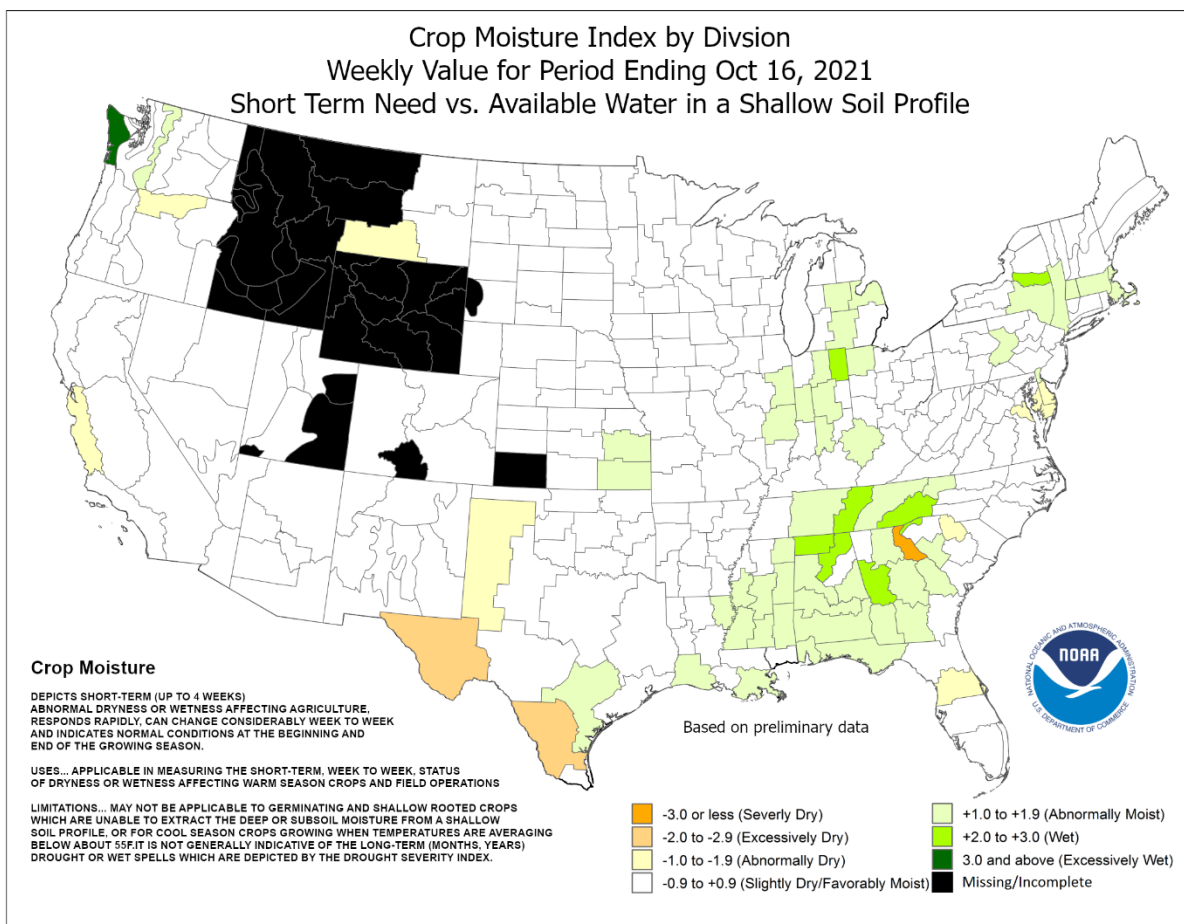 Crop Moisture Index by Divsion
Weekly Value for Period Ending Oct 16, 2021
Short Term Need vs. Available Water in a Shallow Soil Profile
Crop Moisture
DEPICTS SHORT-TERM (UP TO 4 WEEKS)
ABNORMAL DRYNESS OR WETNESS AFFECTING AGRICULTURE,
RESPONDS RAPIDLY, CAN CHANGE CONSIDERABLY WEEK TO WEEK
AND INDICATES NORMAL CONDITIONS AT THE BEGINNING AND
END OF THE GROWING SEASON.
USES... APPLICABLE IN MEASURING THE SHORT-TERM, WEEK TO WEEK, STATUS
OF DRYNESS OR WETNESS AFFECTING WARM SEASON CROPS AND FIELD OPERATIONS
LIMITATIONS... MAY NOT BE APPLICABLE TO GERMINATING AND SHALLOW ROOTED CROPS
WHICH ARE UNABLE TO EXTRACT THE DEEP OR SUBSOIL MOISTURE FROM A SHALLOW
SOIL PROFILE, OR FOR COOL SEASON CROPS GROWING WHEN TEMPERATURES ARE AVERAGING
BELOW ABOUT 55F.IT IS NOT GENERALLY INDICATIVE OF THE LONG-TERM (MONTHS, YEARS)
DROUGHT OR WET SPELLS WHICH ARE DEPICTED BY THE DROUGHT SEVERITY INDEX.
Based on preliminary data
NATIONAL OCEANIC AND ATMOSPHERIC ADMINISTRATION
NOAA
U.S. DEPARTMENT OF COMMERCE
-3.0 or less (Severly Dry)
-2.0 to -2.9 (Excessively Dry)
-1.0 to -1.9 (Abnormally Dry)
-0.9 to +0.9 (Slightly Dry/Favorably Moist)
+1.0 to +1.9 (Abnormally Moist)
+2.0 to +3.0 (Wet)
3.0 and above (Excessively Wet)
Missing/Incomplete